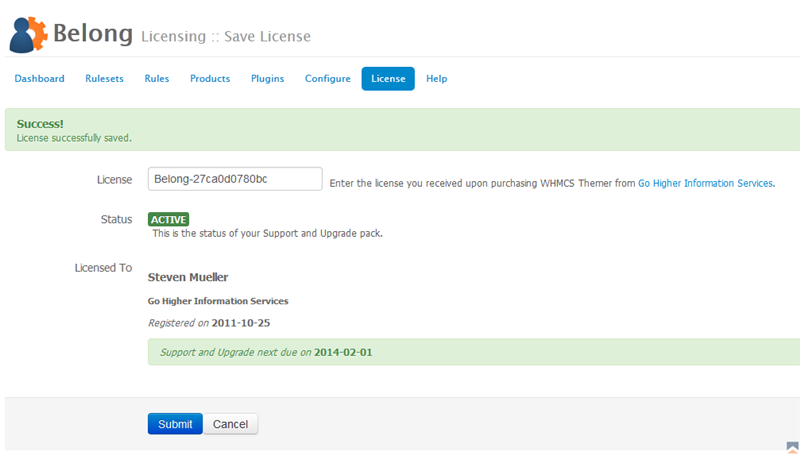 Belong Licensing :: Save License
Dashboard Rulesets Rules Products Plugins Configure License Help
Success!
License successfully saved.
License Belong-27ca0d0780bc Enter the license you received upon purchasing WHMCS Themer from Go Higher Information Services.
Status ACTIVE
This is the status of your Support and Upgrade pack.
Licensed To
Steven Mueller
Go Higher Information Services
Registered on 2011-10-25
Support and Upgrade next due on 2014-02-01
Submit Cancel